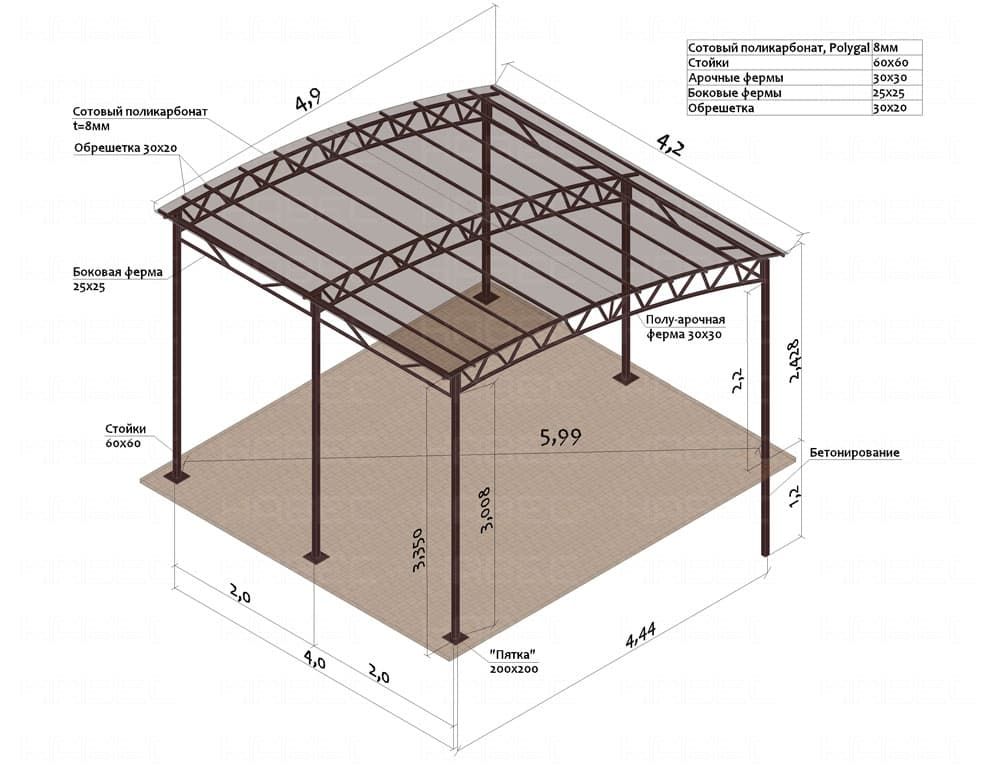 Сотовый поликарбонат, Polygal 8мм
Стойки 60х60
Арочные фермы 30х30
Боковые фермы 25х25
Обрешетка 30х20
4,9
4,2
Сотовый поликарбонат
t=8мм
Обрешетка 30х20
Боковая ферма
25х25
Полу-арочная
ферма 30х30
2,2
2,428
Стойки
60х60
5,99
Бетонирование
1,2
3,008
3,350
2,0
4,0
2,0
4,44
"Пятка"
200х200